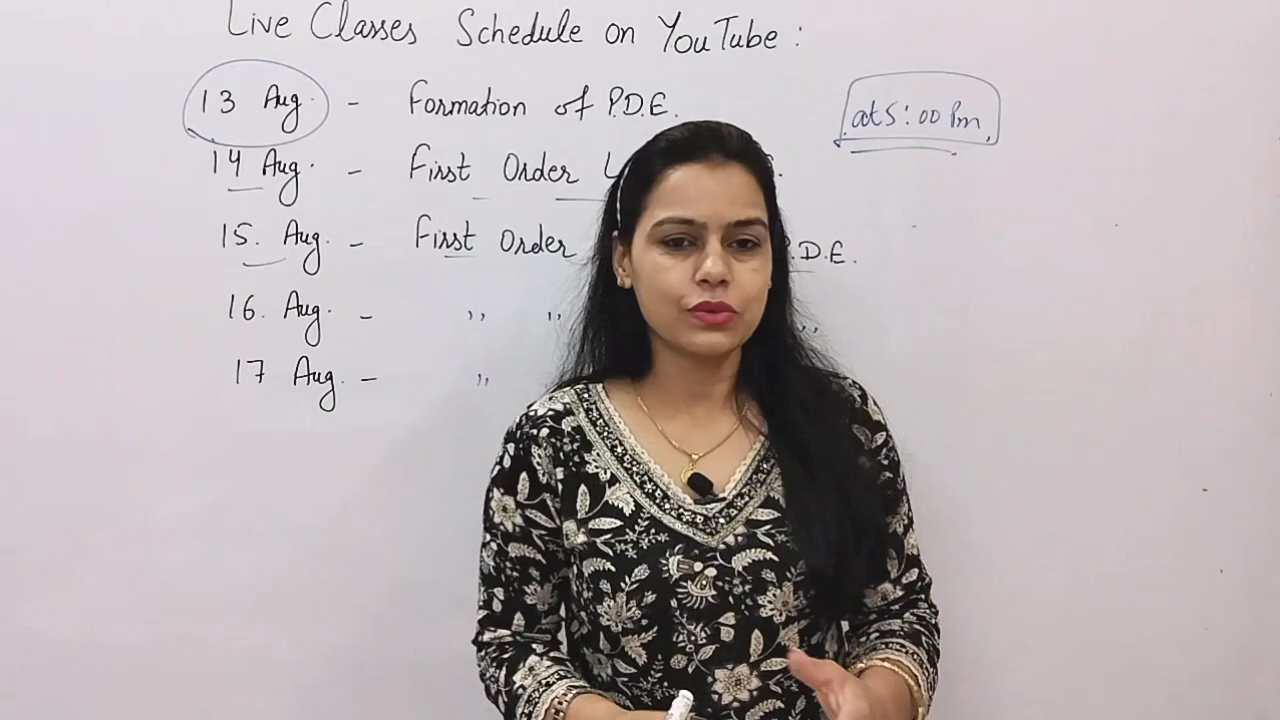 Live Classes Schedule on YouTube :
13 Aug. - Formation of P.D.E. at 5:00 Pm
14 Aug. - First Order
15. Aug. - First Order P.D.E.
16. Aug. - ,, ,, ,,
17 Aug. - ,,